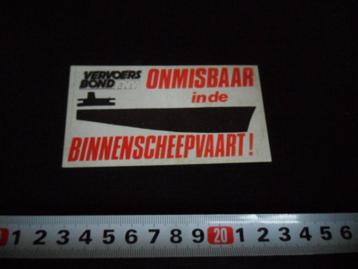 VERVOERS
BOND FNV
ONMISBAAR
in de
BINNENSCHEEPVAART!
1 2 3 4 5 6 7 8 9 20 1 2 3 4 5 6